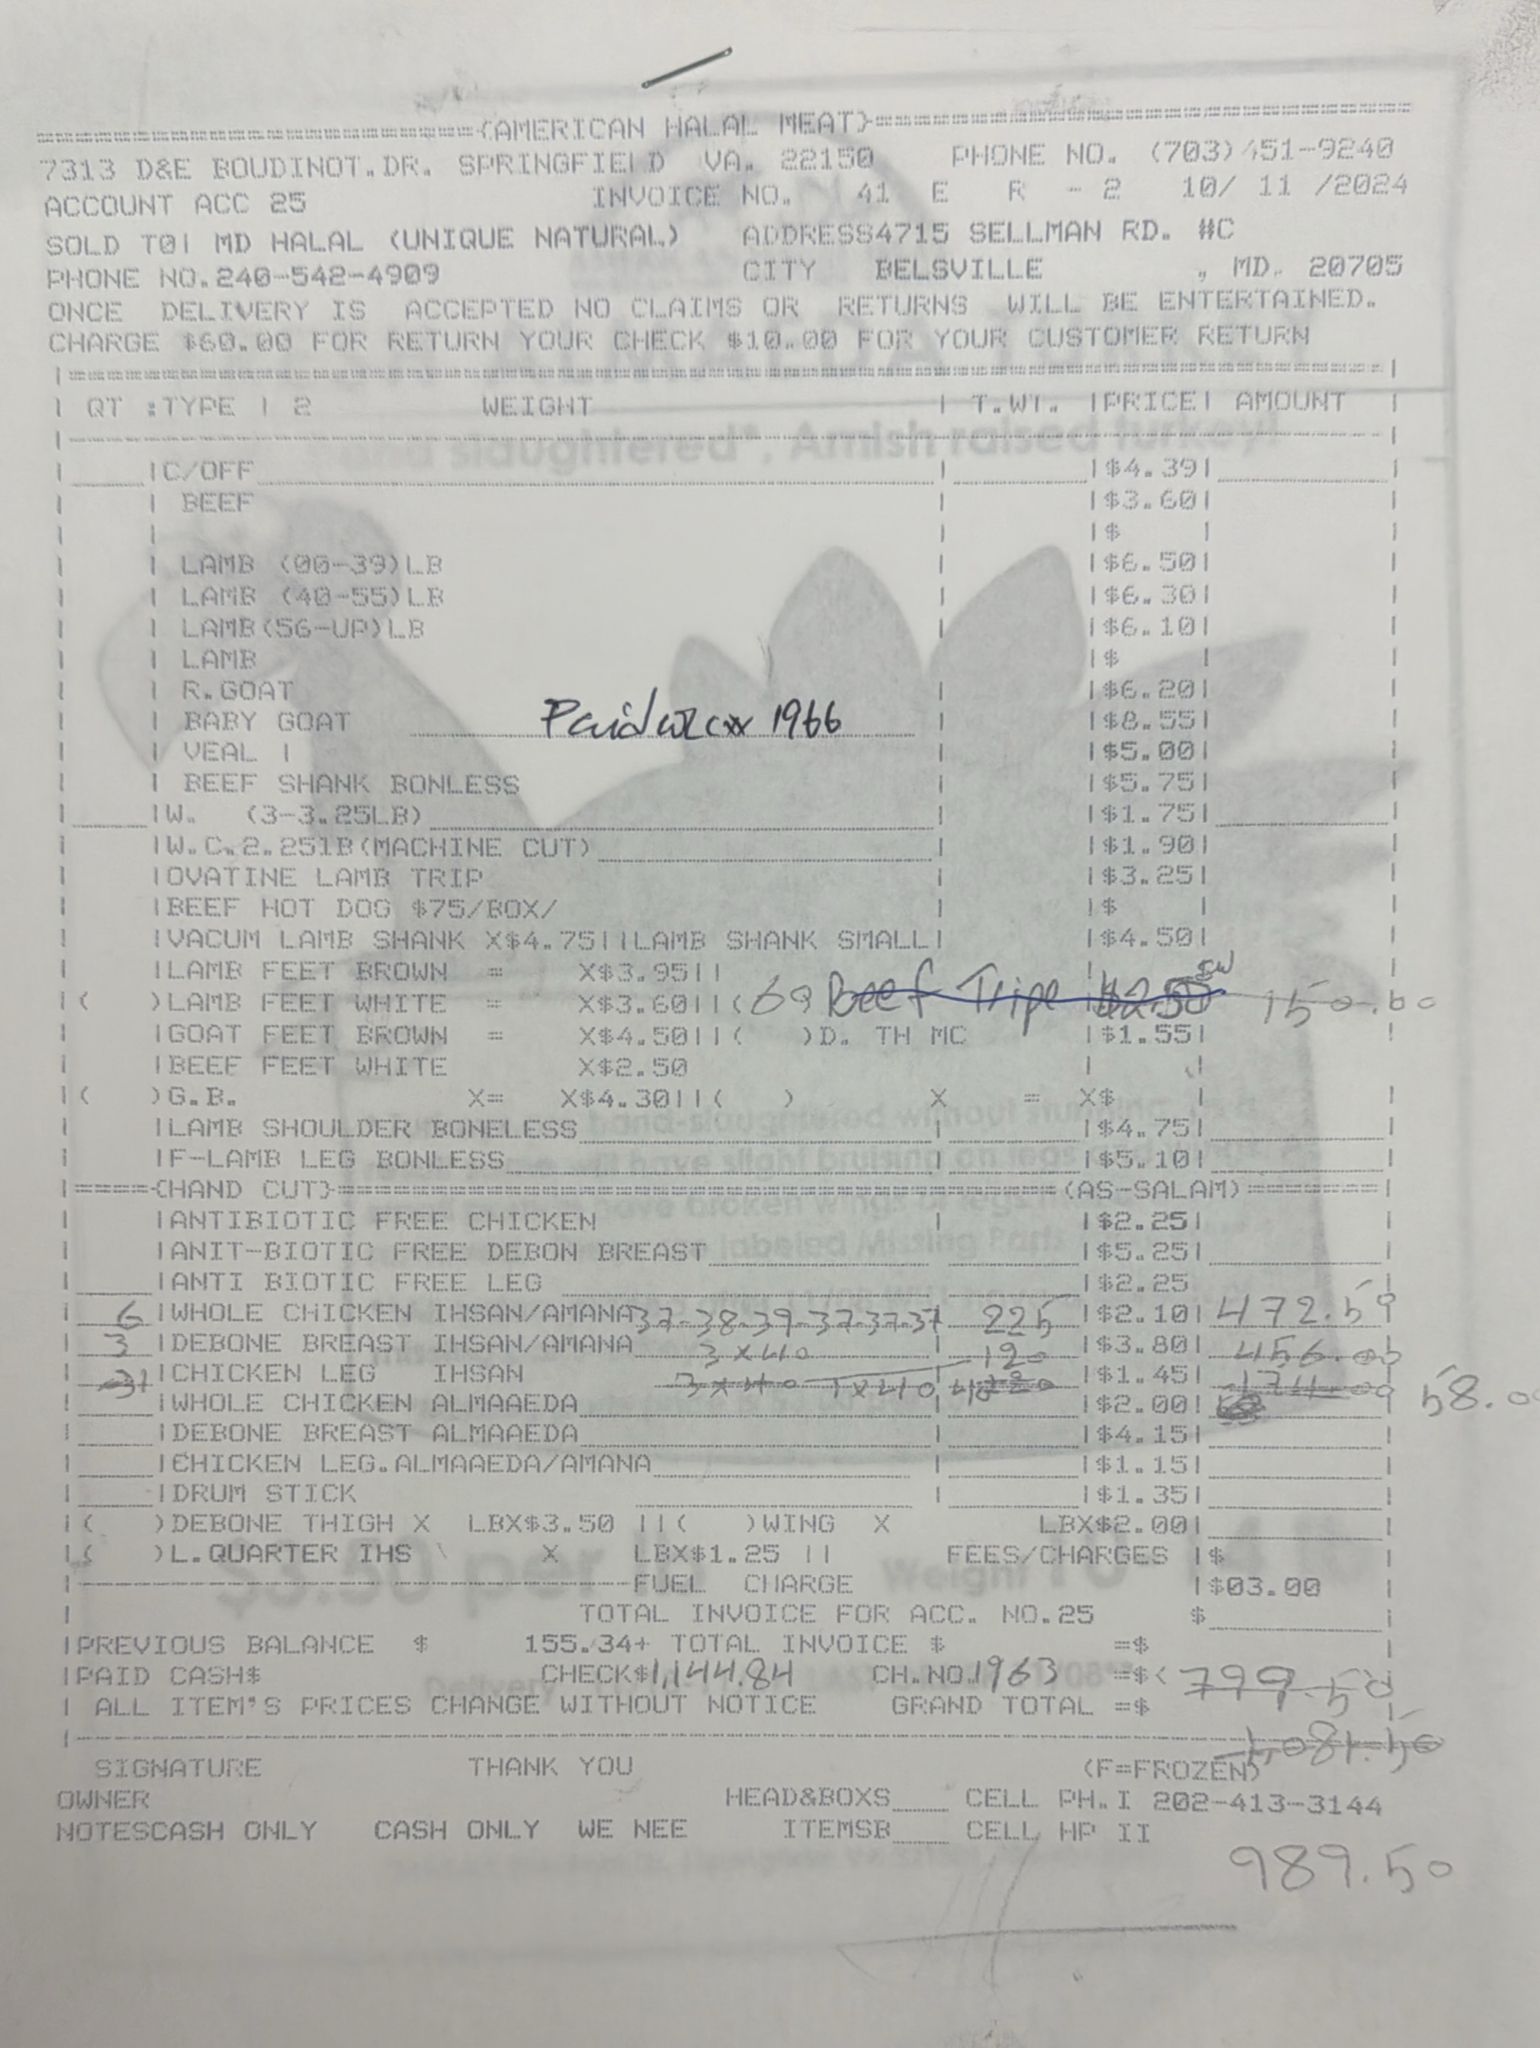 {AMERICAN HALAL MEAT}
7313 D&E BOUDINOT.DR. SPRINGFIELD VA. 22150 PHONE NO. (703)451-9240
ACCOUNT ACC 25 INVOICE NO. 41 E R - 2 10/ 11 /2024
SOLD TO| MD HALAL (UNIQUE NATURAL) ADDRESS4715 SELLMAN RD. #C
PHONE NO.240-542-4909 CITY BELSVILLE , MD. 20705
ONCE DELIVERY IS ACCEPTED NO CLAIMS OR RETURNS WILL BE ENTERTAINED.
CHARGE $60.00 FOR RETURN YOUR CHECK $10.00 FOR YOUR CUSTOMER RETURN
| QT :TYPE | 2 WEIGHT | T.WT. |PRICE| AMOUNT |
|C/OFF | |$4.39|
| BEEF |$3.60|
| |$ |
| LAMB (00-39)LB |$6.50|
| LAMB (40-55)LB |$6.30|
| LAMB(56-UP)LB |$6.10|
| LAMB |$ |
| R.GOAT |$6.20|
| BABY GOAT 1966 |$8.55|
| VEAL | |$5.00|
| BEEF SHANK BONLESS |$5.75|
|W. (3-3.25LB) |$1.75|
|W.C.2.25lB(MACHINE CUT) |$1.90|
|OVATINE LAMB TRIP |$3.25|
|BEEF HOT DOG $75/BOX/ |$ |
|VACUM LAMB SHANK X$4.75||LAMB SHANK SMALL| |$4.50|
|LAMB FEET BROWN = X$3.95||
|( )LAMB FEET WHITE = X$3.60||(60 Beef Tripe $2.50 150.00
|GOAT FEET BROWN = X$4.50||( )D. TH MC |$1.55|
|BEEF FEET WHITE X$2.50
|( )G.B. X= X$4.30||( ) X = X$ |
|LAMB SHOULDER BONELESS |$4.75|
|F-LAMB LEG BONLESS |$5.10|
|====={HAND CUT}=====(AS-SALAM)=======|
|ANTIBIOTIC FREE CHICKEN |$2.25|
|ANIT-BIOTIC FREE DEBON BREAST |$5.25|
|ANTI BIOTIC FREE LEG |$2.25
6 |WHOLE CHICKEN IHSAN/AMANA 37-38-39-37-37-37 225 |$2.10| 472.50
3 |DEBONE BREAST IHSAN/AMANA 3x40 120 |$3.80| 456.00
31 |CHICKEN LEG IHSAN 3x40 1x40 40 |$1.45| 174.00 58.00
|WHOLE CHICKEN ALMAAEDA |$2.00|
|DEBONE BREAST ALMAAEDA |$4.15|
|CHICKEN LEG.ALMAAEDA/AMANA |$1.15|
|DRUM STICK |$1.35|
|( )DEBONE THIGH X LBX$3.50 ||( )WING X LBX$2.00|
|( )L.QUARTER IHS X LBX$1.25 || FEES/CHARGES |$
FUEL CHARGE |$03.00
TOTAL INVOICE FOR ACC. NO.25 $
|PREVIOUS BALANCE $ 155.34+ TOTAL INVOICE $ =$
|PAID CASH$ CHECK$1,144.84 CH.NO.1963 =$< 799.50
| ALL ITEM'S PRICES CHANGE WITHOUT NOTICE GRAND TOTAL =$
1,081.50
SIGNATURE THANK YOU (F=FROZEN)
OWNER HEAD&BOXS CELL PH.I 202-413-3144
NOTESCASH ONLY CASH ONLY WE NEE ITEMSB CELL HP II
989.50